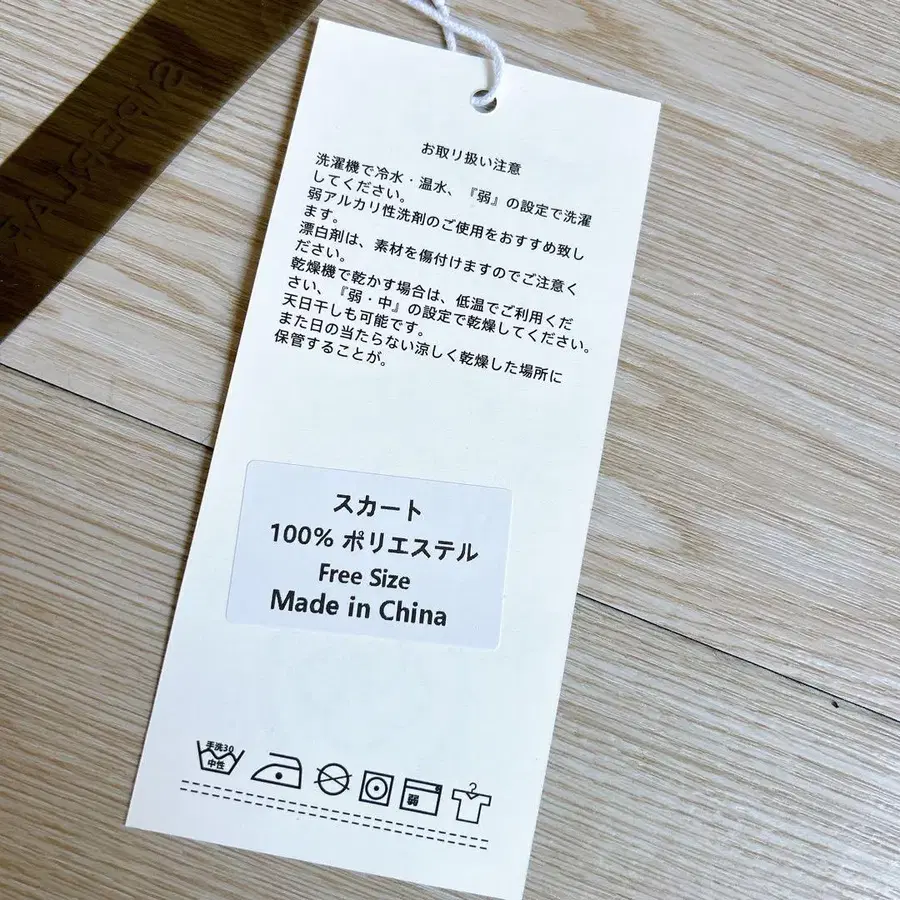 お取り扱い注意
洗濯機で冷水・温水、『弱』の設定で洗濯
してください。
弱アルカリ性洗剤のご使用をおすすめ致し
ます。
漂白剤は、素材を傷付けますのでご注意く
ださい。
乾燥機で乾かす場合は、低温でご利用くだ
さい、『弱・中』の設定で乾燥してください。
天日干しも可能です。
また日の当たらない涼しく乾燥した場所に
保管することが。
スカート
100% ポリエステル
Free Size
Made in China
手洗30
中性
弱